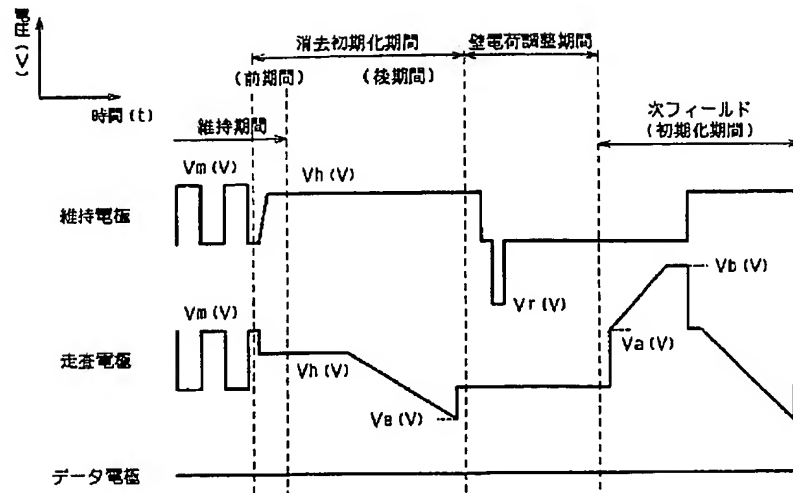 電圧(V)
時間(t)
消去初期化期間
(前期間)
(後期間)
壁電荷調整期間
維持期間
次フィールド
(初期化期間)
維持電極
Vm(V)
Vh(V)
Vr(V)
走査電極
Vm(V)
Vh(V)
Va(V)
Vb(V)
Va(V)
データ電極